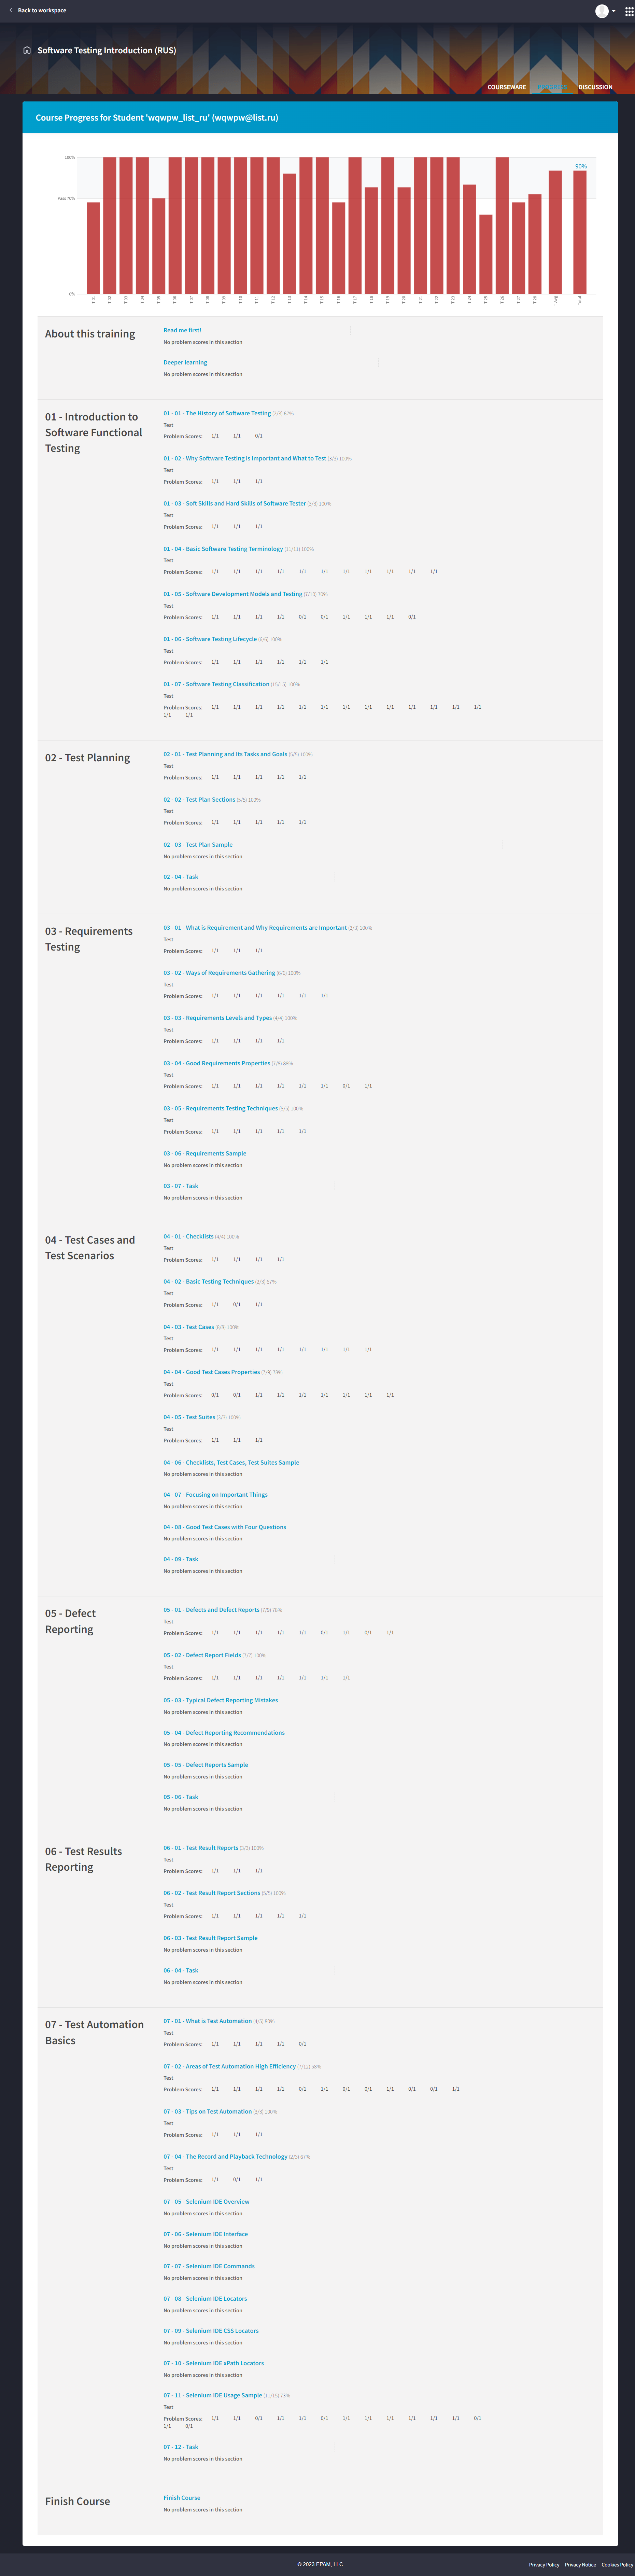 Back to workspace
Software Testing Introduction (RUS)
COURSEWARE
DISCUSSION
Course Progress for Student 'wqwpw_list_ru' (wqwpw@list.ru)
100%
90%
Pass 70%
0%
T 01 T 02 T 03 T 04 T 05 T 06 T 07 T 08 T 09 T 10 T 11 T 12 T 13 T 14 T 15 T 16 T 17 T 18 T 19 T 20 T 21 T 22 T 23 T 24 T 25 T 26 T 27 T 28 T Avg Total
About this training
Read me first!
No problem scores in this section
Deeper learning
No problem scores in this section
01 - Introduction to
Software Functional
Testing
01 - 01 - The History of Software Testing (2/3) 67%
Test
Problem Scores: 1/1 1/1 0/1
01 - 02 - Why Software Testing is Important and What to Test (3/3) 100%
Test
Problem Scores: 1/1 1/1 1/1
01 - 03 - Soft Skills and Hard Skills of Software Tester (3/3) 100%
Test
Problem Scores: 1/1 1/1 1/1
01 - 04 - Basic Software Testing Terminology (11/11) 100%
Test
Problem Scores: 1/1 1/1 1/1 1/1 1/1 1/1 1/1 1/1 1/1 1/1 1/1
01 - 05 - Software Development Models and Testing (7/10) 70%
Test
Problem Scores: 1/1 1/1 1/1 1/1 0/1 0/1 1/1 1/1 1/1 0/1
01 - 06 - Software Testing Lifecycle (6/6) 100%
Test
Problem Scores: 1/1 1/1 1/1 1/1 1/1 1/1
01 - 07 - Software Testing Classification (15/15) 100%
Test
Problem Scores: 1/1 1/1 1/1 1/1 1/1 1/1 1/1 1/1 1/1 1/1 1/1 1/1 1/1
1/1 1/1
02 - Test Planning
02 - 01 - Test Planning and Its Tasks and Goals (5/5) 100%
Test
Problem Scores: 1/1 1/1 1/1 1/1 1/1
02 - 02 - Test Plan Sections (5/5) 100%
Test
Problem Scores: 1/1 1/1 1/1 1/1 1/1
02 - 03 - Test Plan Sample
No problem scores in this section
02 - 04 - Task
No problem scores in this section
03 - Requirements
Testing
03 - 01 - What is Requirement and Why Requirements are Important (3/3) 100%
Test
Problem Scores: 1/1 1/1 1/1
03 - 02 - Ways of Requirements Gathering (6/6) 100%
Test
Problem Scores: 1/1 1/1 1/1 1/1 1/1 1/1
03 - 03 - Requirements Levels and Types (4/4) 100%
Test
Problem Scores: 1/1 1/1 1/1 1/1
03 - 04 - Good Requirements Properties (7/8) 88%
Test
Problem Scores: 1/1 1/1 1/1 1/1 1/1 1/1 0/1 1/1
03 - 05 - Requirements Testing Techniques (5/5) 100%
Test
Problem Scores: 1/1 1/1 1/1 1/1 1/1
03 - 06 - Requirements Sample
No problem scores in this section
03 - 07 - Task
No problem scores in this section
04 - Test Cases and
Test Scenarios
04 - 01 - Checklists (4/4) 100%
Test
Problem Scores: 1/1 1/1 1/1 1/1
04 - 02 - Basic Testing Techniques (2/3) 67%
Test
Problem Scores: 1/1 0/1 1/1
04 - 03 - Test Cases (8/8) 100%
Test
Problem Scores: 1/1 1/1 1/1 1/1 1/1 1/1 1/1 1/1
04 - 04 - Good Test Cases Properties (7/9) 78%
Test
Problem Scores: 0/1 0/1 1/1 1/1 1/1 1/1 1/1 1/1 1/1
04 - 05 - Test Suites (3/3) 100%
Test
Problem Scores: 1/1 1/1 1/1
04 - 06 - Checklists, Test Cases, Test Suites Sample
No problem scores in this section
04 - 07 - Focusing on Important Things
No problem scores in this section
04 - 08 - Good Test Cases with Four Questions
No problem scores in this section
04 - 09 - Task
No problem scores in this section
05 - Defect
Reporting
05 - 01 - Defects and Defect Reports (7/9) 78%
Test
Problem Scores: 1/1 1/1 1/1 1/1 1/1 0/1 1/1 0/1 1/1
05 - 02 - Defect Report Fields (7/7) 100%
Test
Problem Scores: 1/1 1/1 1/1 1/1 1/1 1/1 1/1
05 - 03 - Typical Defect Reporting Mistakes
No problem scores in this section
05 - 04 - Defect Reporting Recommendations
No problem scores in this section
05 - 05 - Defect Reports Sample
No problem scores in this section
05 - 06 - Task
No problem scores in this section
06 - Test Results
Reporting
06 - 01 - Test Result Reports (3/3) 100%
Test
Problem Scores: 1/1 1/1 1/1
06 - 02 - Test Result Report Sections (5/5) 100%
Test
Problem Scores: 1/1 1/1 1/1 1/1 1/1
06 - 03 - Test Result Report Sample
No problem scores in this section
06 - 04 - Task
No problem scores in this section
07 - Test Automation
Basics
07 - 01 - What is Test Automation (4/5) 80%
Test
Problem Scores: 1/1 1/1 1/1 1/1 0/1
07 - 02 - Areas of Test Automation High Efficiency (7/12) 58%
Test
Problem Scores: 1/1 1/1 1/1 1/1 0/1 1/1 0/1 0/1 1/1 0/1 0/1 1/1
07 - 03 - Tips on Test Automation (3/3) 100%
Test
Problem Scores: 1/1 1/1 1/1
07 - 04 - The Record and Playback Technology (2/3) 67%
Test
Problem Scores: 1/1 0/1 1/1
07 - 05 - Selenium IDE Overview
No problem scores in this section
07 - 06 - Selenium IDE Interface
No problem scores in this section
07 - 07 - Selenium IDE Commands
No problem scores in this section
07 - 08 - Selenium IDE Locators
No problem scores in this section
07 - 09 - Selenium IDE CSS Locators
No problem scores in this section
07 - 10 - Selenium IDE xPath Locators
No problem scores in this section
07 - 11 - Selenium IDE Usage Sample (11/15) 73%
Test
Problem Scores: 1/1 1/1 0/1 1/1 1/1 0/1 1/1 1/1 1/1 1/1 1/1 1/1 0/1
1/1 0/1
07 - 12 - Task
No problem scores in this section
Finish Course
Finish Course
No problem scores in this section
© 2023 EPAM, LLC
Privacy Policy Privacy Notice Cookies Policy